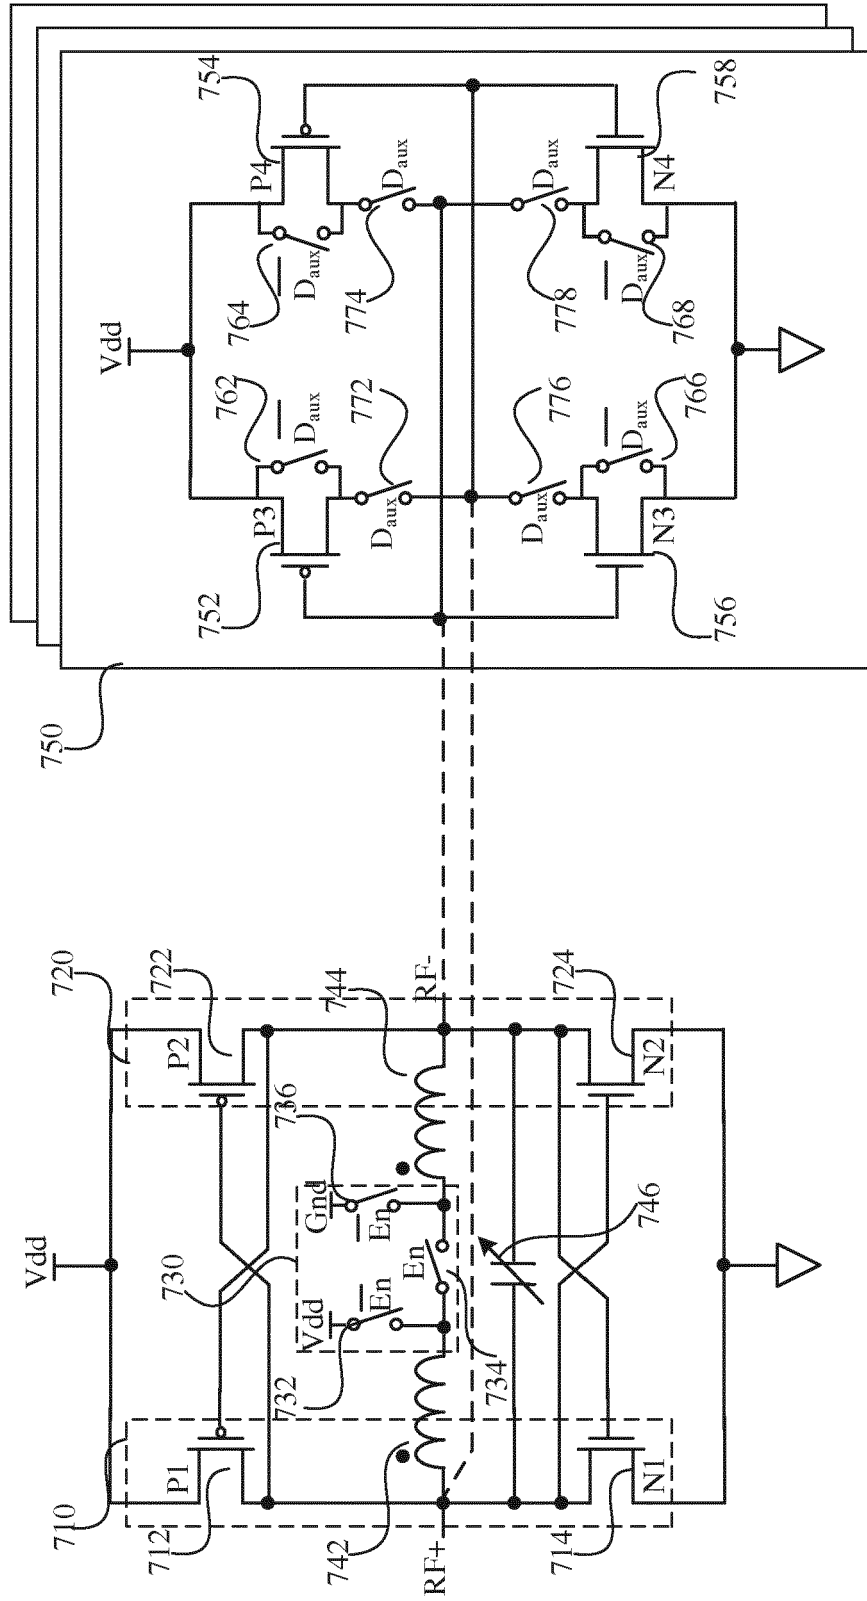 Vdd
710
720
P1
P2
712
722
730
Vdd
Gnd
736
En
En
732
En
734
742
744
RF+
RF-
746
714
724
N1
N2
750
Vdd
752
754
P3
P4
762
764
Daux
Daux
772
774
Daux
Daux
776
778
Daux
Daux
Daux
Daux
766
768
N3
N4
756
758